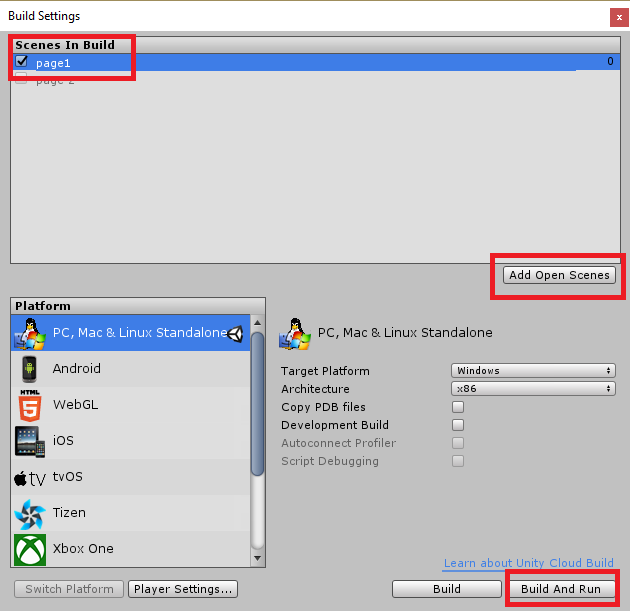 Build Settings
x
Scenes In Build
page1 0
page 2
Add Open Scenes
Platform
PC, Mac & Linux Standalone
Android
HTML
5
WebGL
iOS
tv
tvOS
Tizen
Xbox One
PC, Mac & Linux Standalone
Target Platform Windows
Architecture x86
Copy PDB files
Development Build
Autoconnect Profiler
Script Debugging
Learn about Unity Cloud Build
Switch Platform Player Settings... Build Build And Run